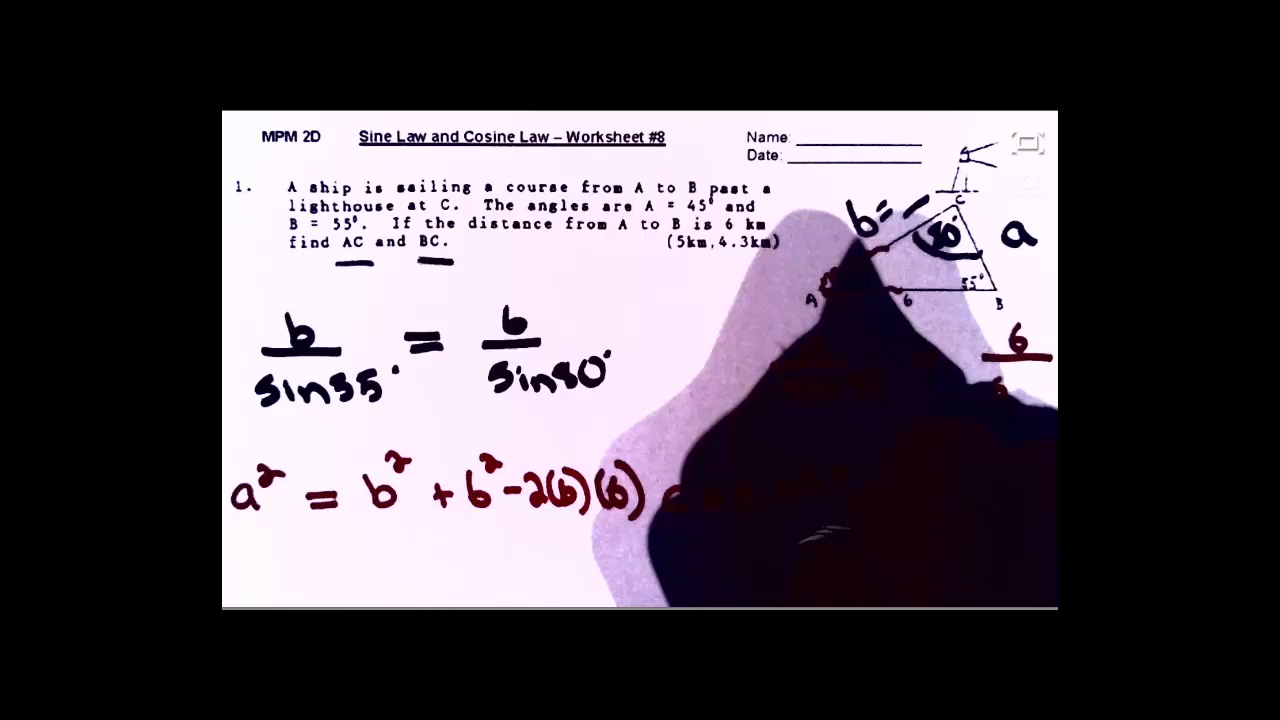 MPM 2D Sine Law and Cosine Law – Worksheet #8
Name:
Date:
1. A ship is sailing a course from A to B past a
lighthouse at C. The angles are A = 45° and
B = 55°. If the distance from A to B is 6 km
find AC and BC. (5km,4.3km)
C
b =
80°
a
A
6
55°
B
b / sin55° = 6 / sin80°
6
a² = b² + 6² - 2(b)(6)